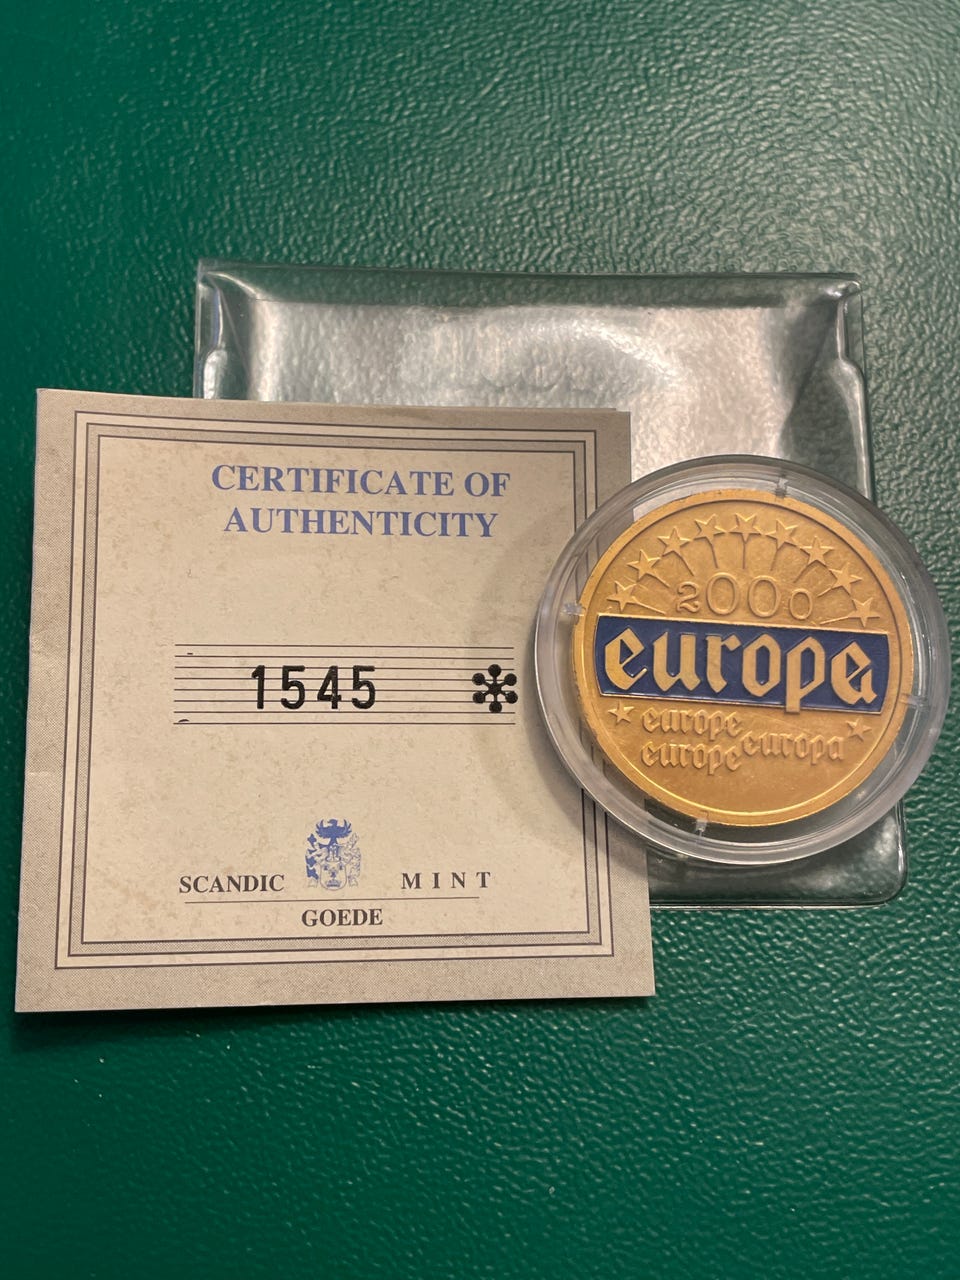 CERTIFICATE OF
AUTHENTICITY
1545
SCANDIC MINT
GOEDE
2000
europa
europe
europe europa